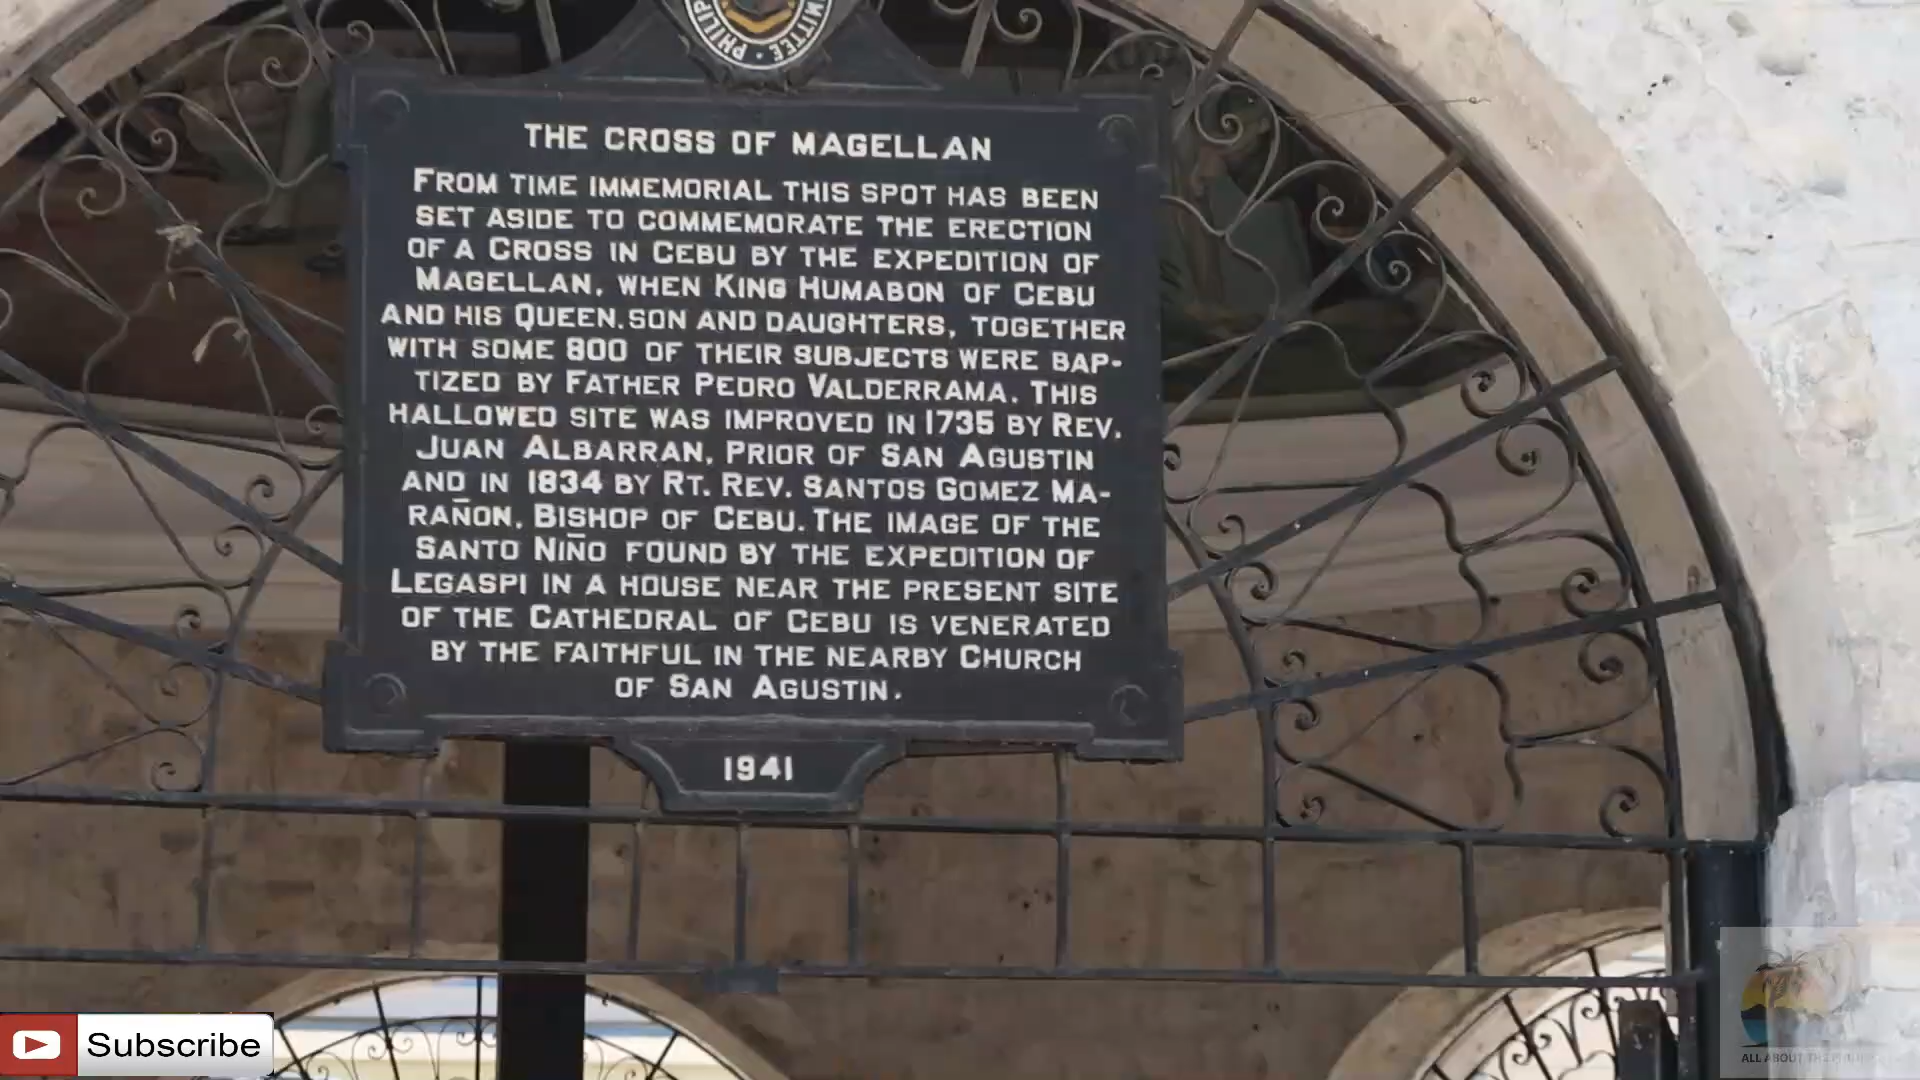 PHILIP MITTEE
THE CROSS OF MAGELLAN
FROM TIME IMMEMORIAL THIS SPOT HAS BEEN
SET ASIDE TO COMMEMORATE THE ERECTION
OF A CROSS IN CEBU BY THE EXPEDITION OF
MAGELLAN, WHEN KING HUMABON OF CEBU
AND HIS QUEEN, SON AND DAUGHTERS, TOGETHER
WITH SOME 800 OF THEIR SUBJECTS WERE BAP-
TIZED BY FATHER PEDRO VALDERRAMA. THIS
HALLOWED SITE WAS IMPROVED IN 1735 BY REV.
JUAN ALBARRAN, PRIOR OF SAN AGUSTIN
AND IN 1834 BY RT. REV. SANTOS GOMEZ MA-
RAÑON, BISHOP OF CEBU. THE IMAGE OF THE
SANTO NIÑO FOUND BY THE EXPEDITION OF
LEGASPI IN A HOUSE NEAR THE PRESENT SITE
OF THE CATHEDRAL OF CEBU IS VENERATED
BY THE FAITHFUL IN THE NEARBY CHURCH
OF SAN AGUSTIN.
1941
Subscribe
ALL ABOUT THE